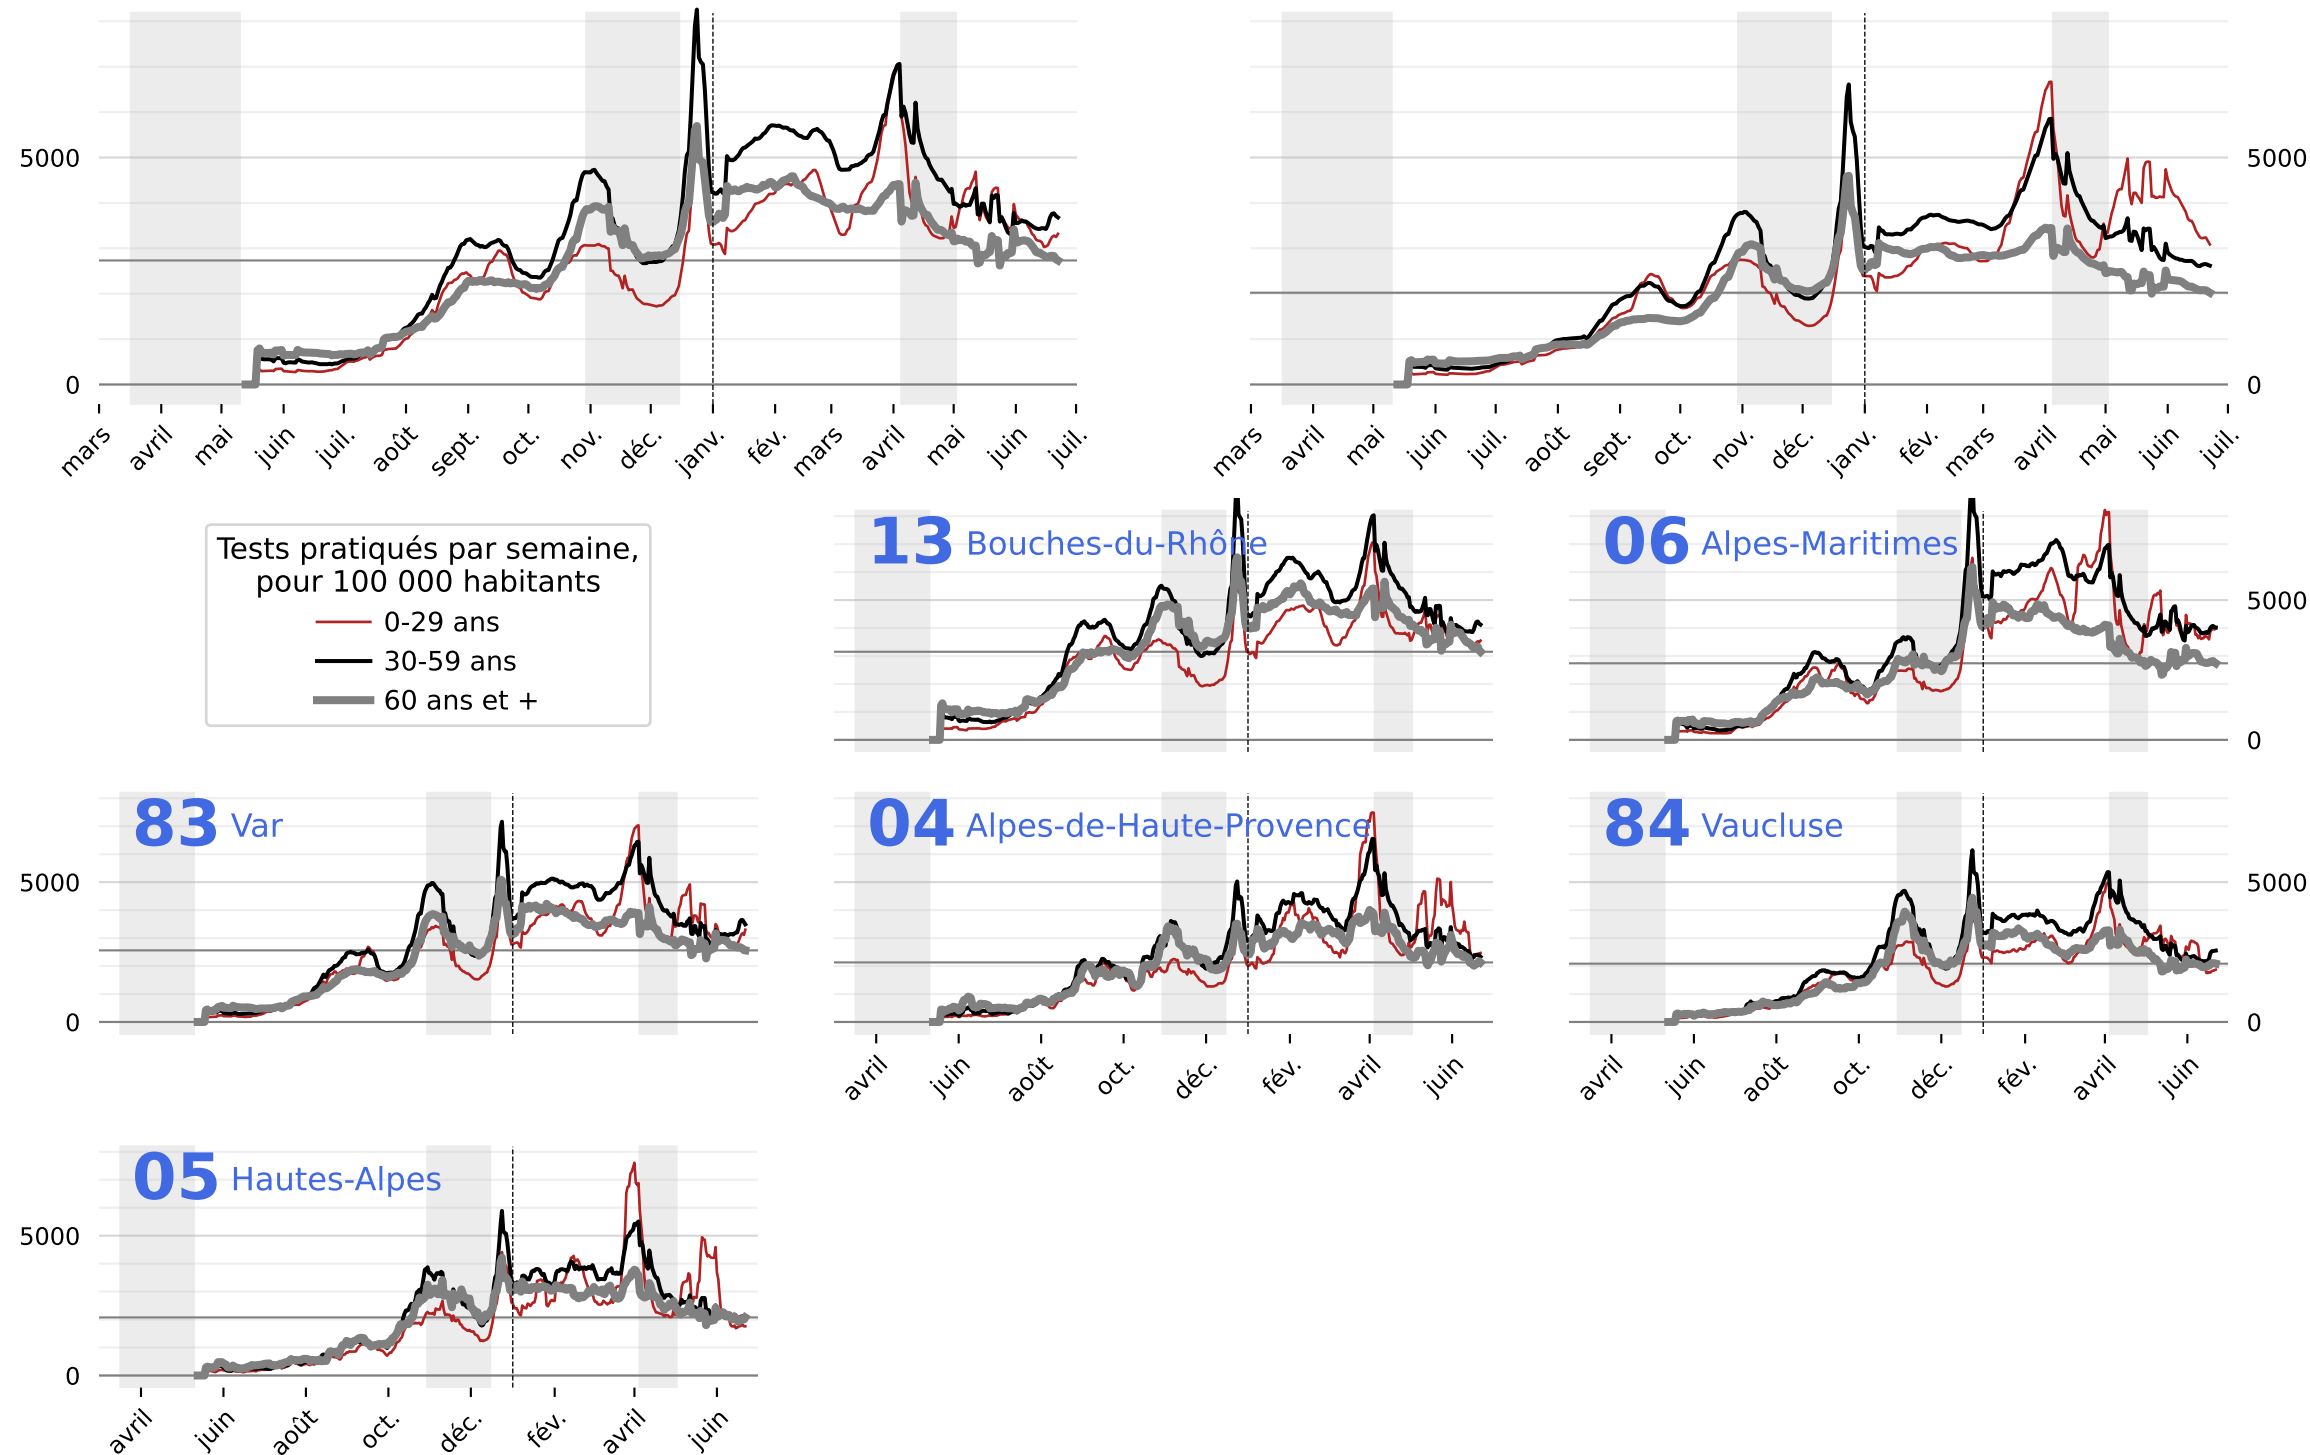 5000
0
mars avril mai juin juil. août sept. oct. nov. déc. janv. fév. mars avril mai juin juil.
5000
0
mars avril mai juin juil. août sept. oct. nov. déc. janv. fév. mars avril mai juin juil.
Tests pratiqués par semaine,
pour 100 000 habitants
0-29 ans
30-59 ans
60 ans et +
13 Bouches-du-Rhône
06 Alpes-Maritimes
5000
0
83 Var
5000
0
04 Alpes-de-Haute-Provence
avril juin août oct. déc. fév. avril juin
84 Vaucluse
5000
0
avril juin août oct. déc. fév. avril juin
05 Hautes-Alpes
5000
0
avril juin août oct. déc. fév. avril juin